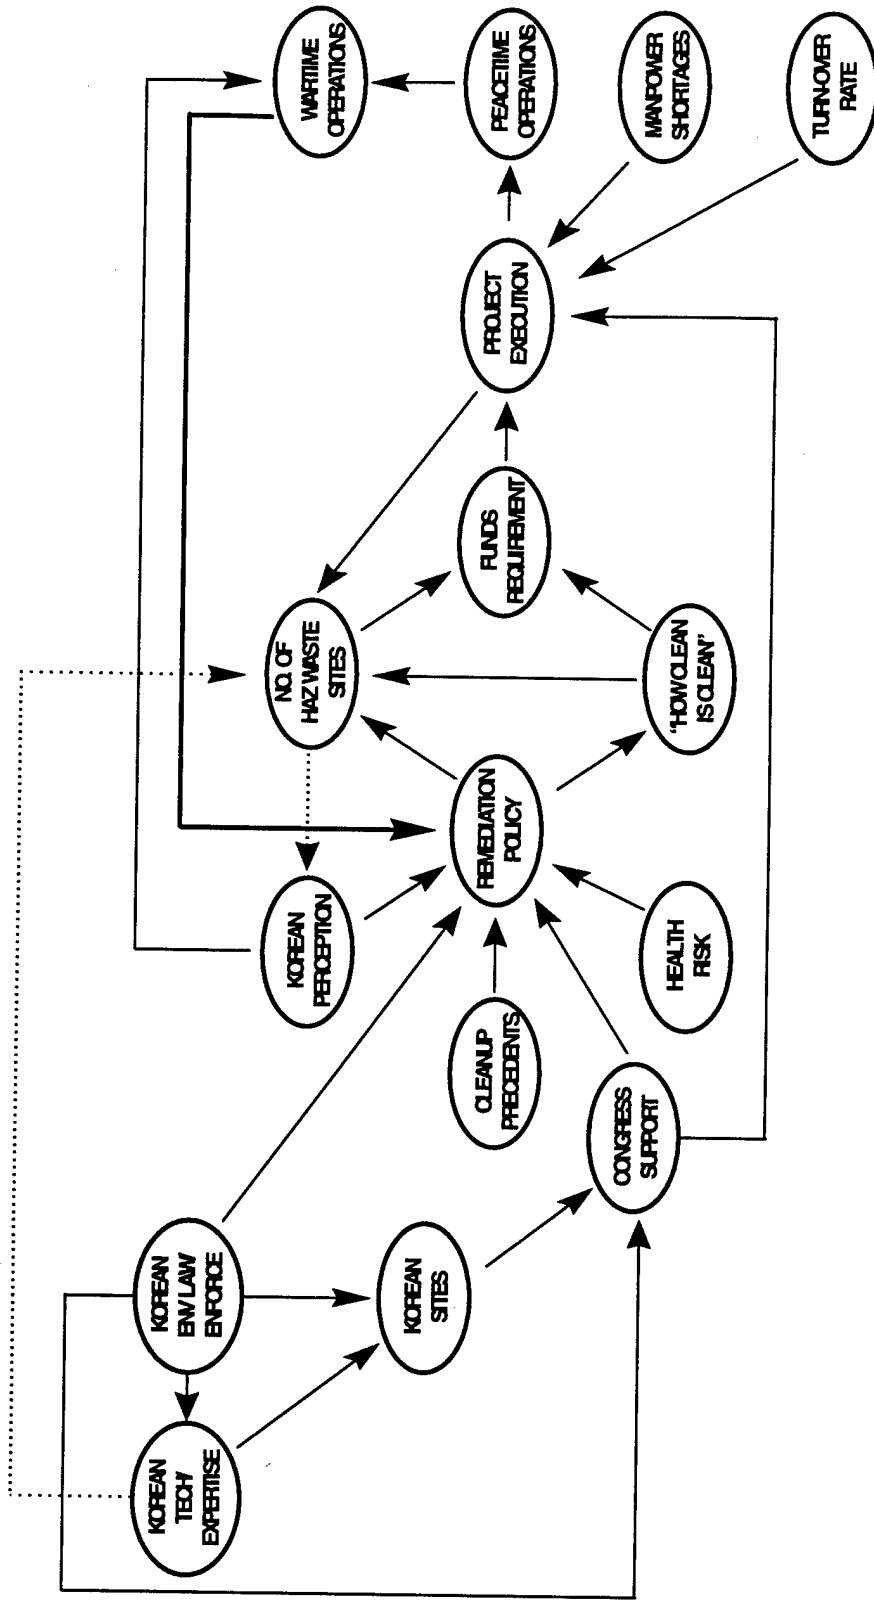 KOREAN
TECH/
EXPERTISE
KOREAN
ENV LAW/
ENFORCE
KOREAN
PERCEPTION
NO. OF
HAZ WASTE
SITES
WARTIME
OPERATIONS
KOREAN
SITES
CLEANUP
PRECEDENTS
REMEDIATION
POLICY
FUNDS
REQUIREMENT
PROJECT
EXECUTION
PEACETIME
OPERATIONS
CONGRESS
SUPPORT
HEALTH
RISK
"HOW CLEAN
IS CLEAN"
MANPOWER
SHORTAGES
TURN-OVER
RATE